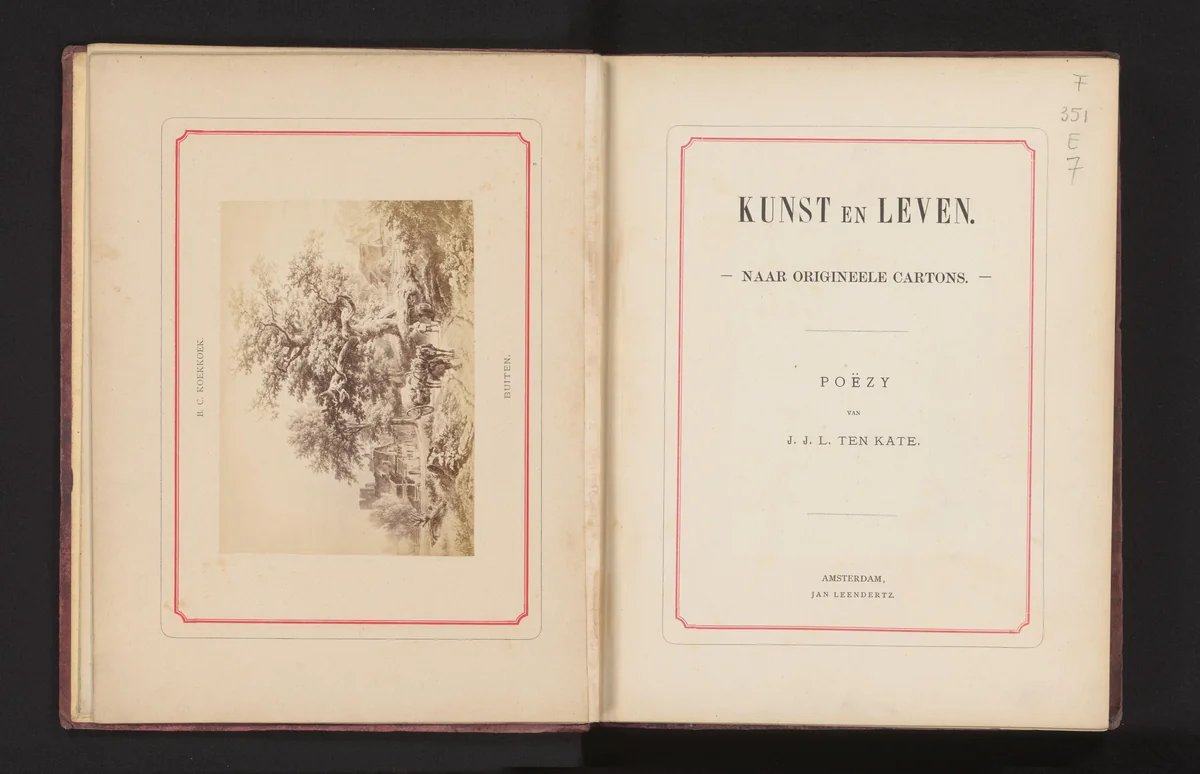 B. C. KOEKKOEK.
BUITEN.
F
351
E
7
KUNST EN LEVEN.
— NAAR ORIGINEELE CARTONS. —
POËZY
VAN
J. J. L. TEN KATE.
AMSTERDAM,
JAN LEENDERTZ.